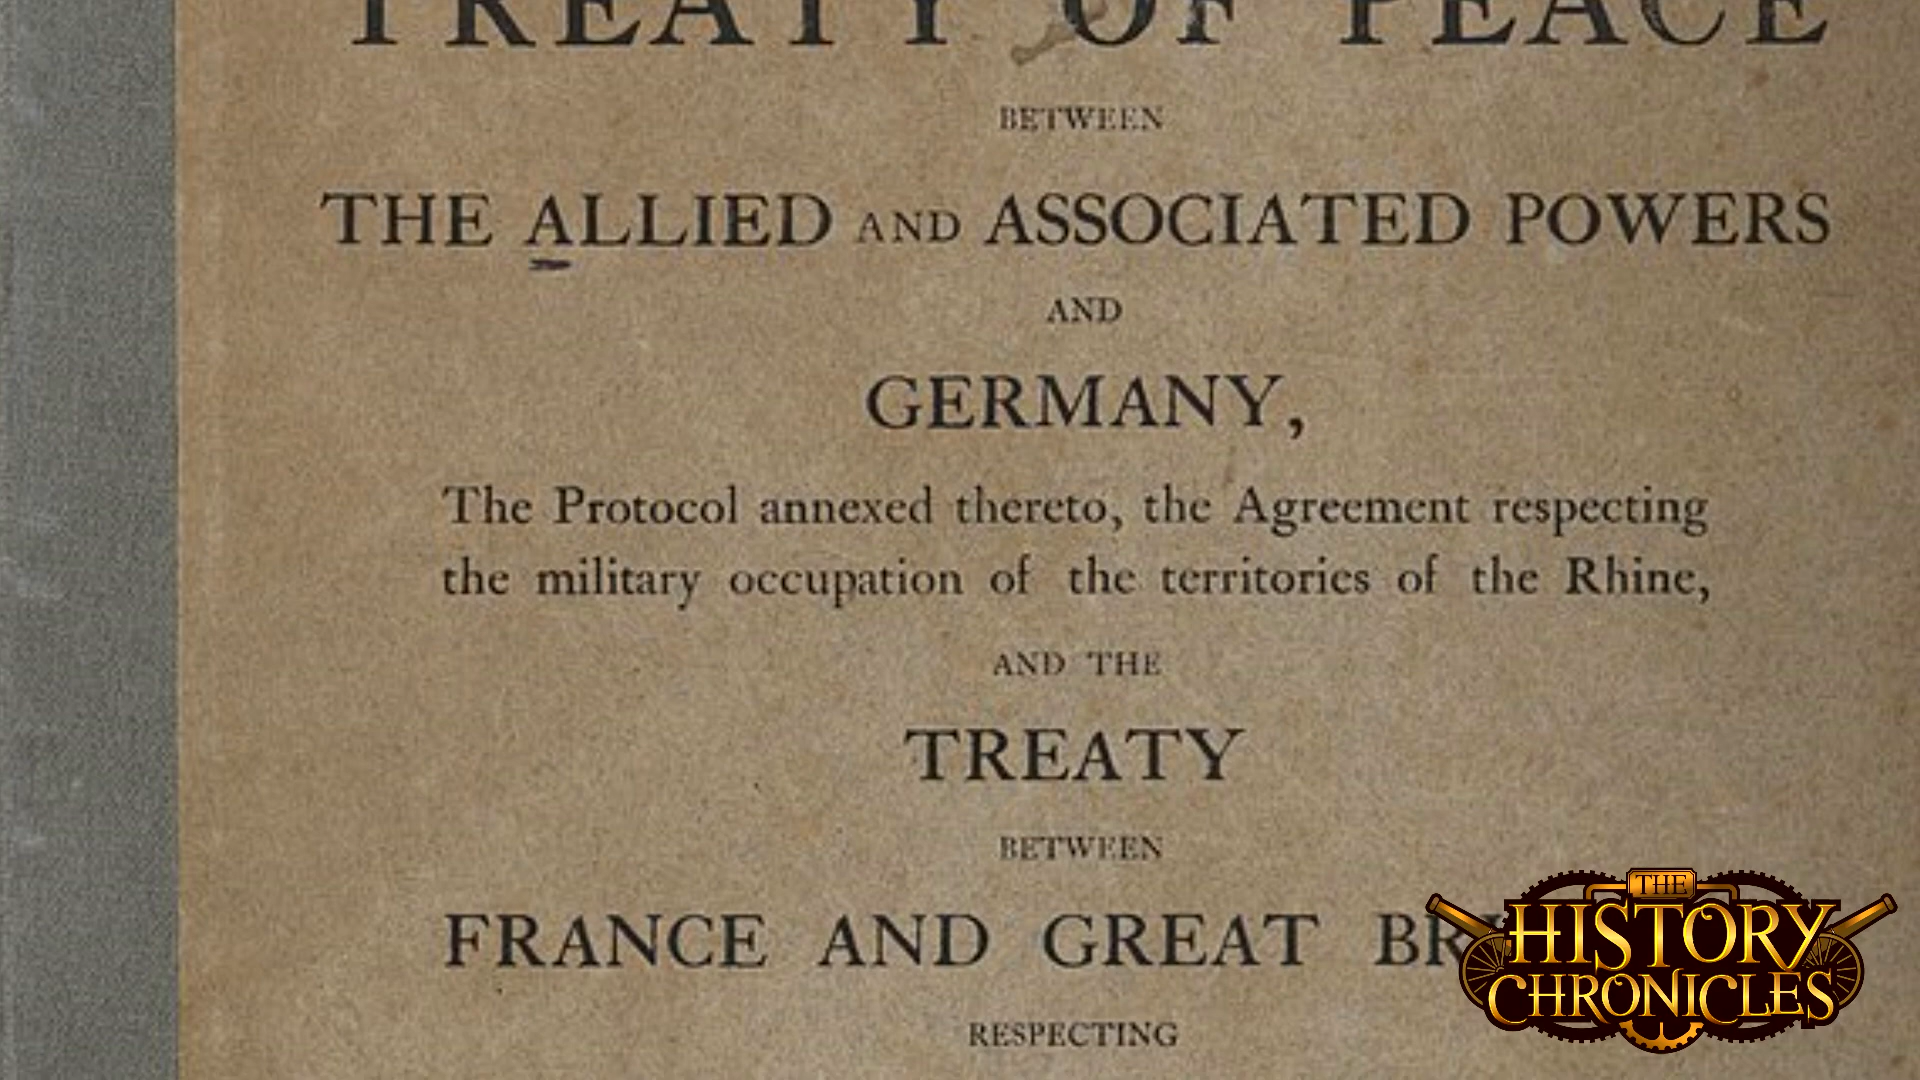 TREATY OF PEACE
BETWEEN
THE ALLIED AND ASSOCIATED POWERS
AND
GERMANY,
The Protocol annexed thereto, the Agreement respecting
the military occupation of the territories of the Rhine,
AND THE
TREATY
BETWEEN
FRANCE AND GREAT BR
RESPECTING
THE
HISTORY
CHRONICLES